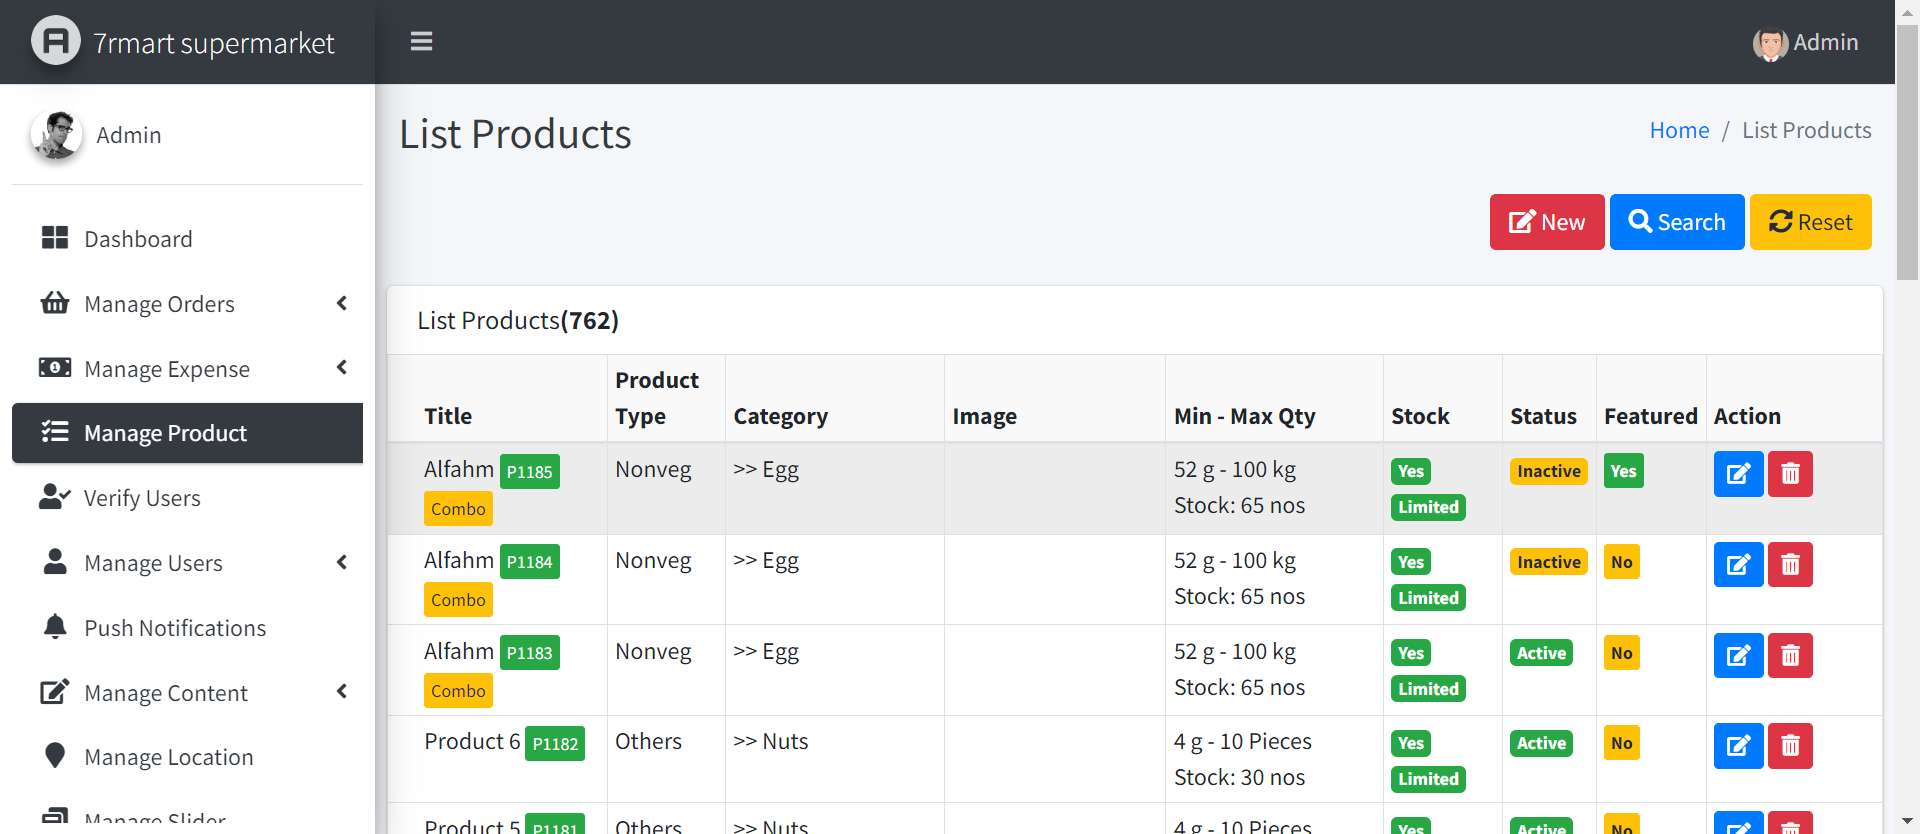 7rmart supermarket
Admin
Admin
Dashboard
Manage Orders
Manage Expense
Manage Product
Verify Users
Manage Users
Push Notifications
Manage Content
Manage Location
Manage Slider
List Products
Home / List Products
New Search Reset
List Products(762)
Title Product Type Category Image Min - Max Qty Stock Status Featured Action
Alfahm P1185 Nonveg >> Egg 52 g - 100 kg Yes Inactive Yes
Combo Stock: 65 nos Limited
Alfahm P1184 Nonveg >> Egg 52 g - 100 kg Yes Inactive No
Combo Stock: 65 nos Limited
Alfahm P1183 Nonveg >> Egg 52 g - 100 kg Yes Active No
Combo Stock: 65 nos Limited
Product 6 P1182 Others >> Nuts 4 g - 10 Pieces Yes Active No
Stock: 30 nos Limited
Product 5 P1181 Others >> Nuts 4 g - 10 Pieces Yes Active No